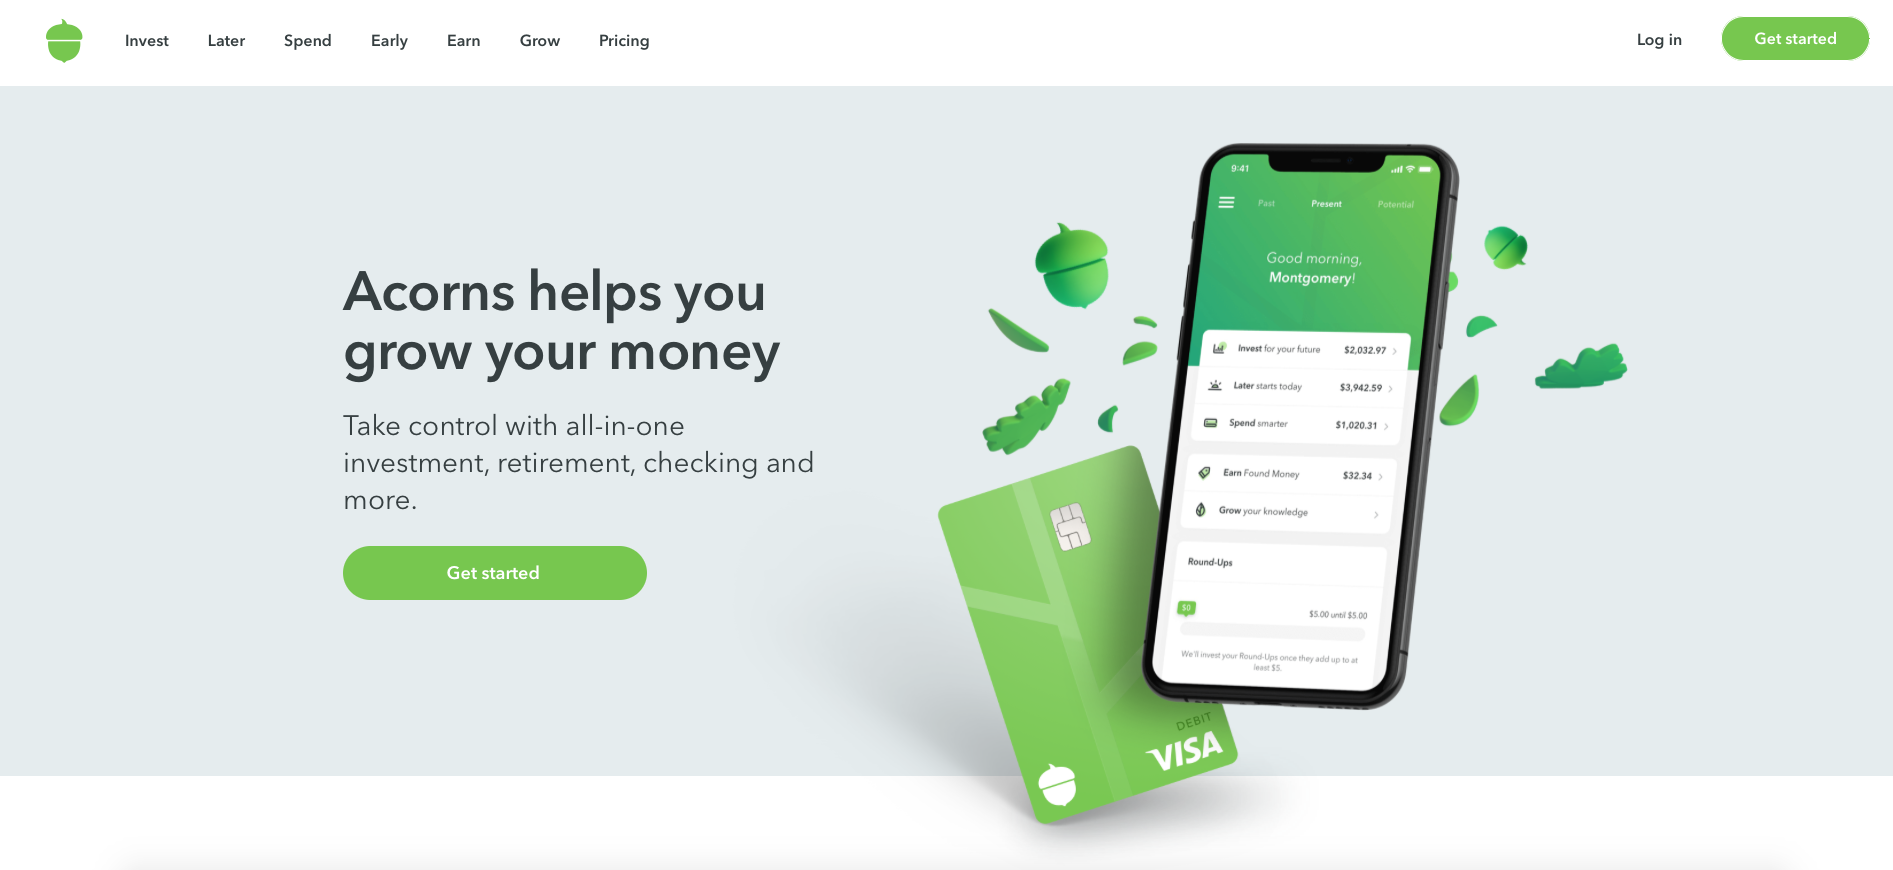 Invest Later Spend Early Earn Grow Pricing Log in Get started
Acorns helps you
grow your money
Take control with all-in-one
investment, retirement, checking and
more.
Get started
9:41
Past Present Potential
Good morning,
Montgomery!
Invest for your future $2,032.97
Later starts today $3,942.59
Spend smarter $1,020.31
Earn Found Money $32.34
Grow your knowledge
Round-Ups
$0
$5.00 until $5.00
We'll invest your Round-Ups once they add up to at
least $5.
DEBIT
VISA